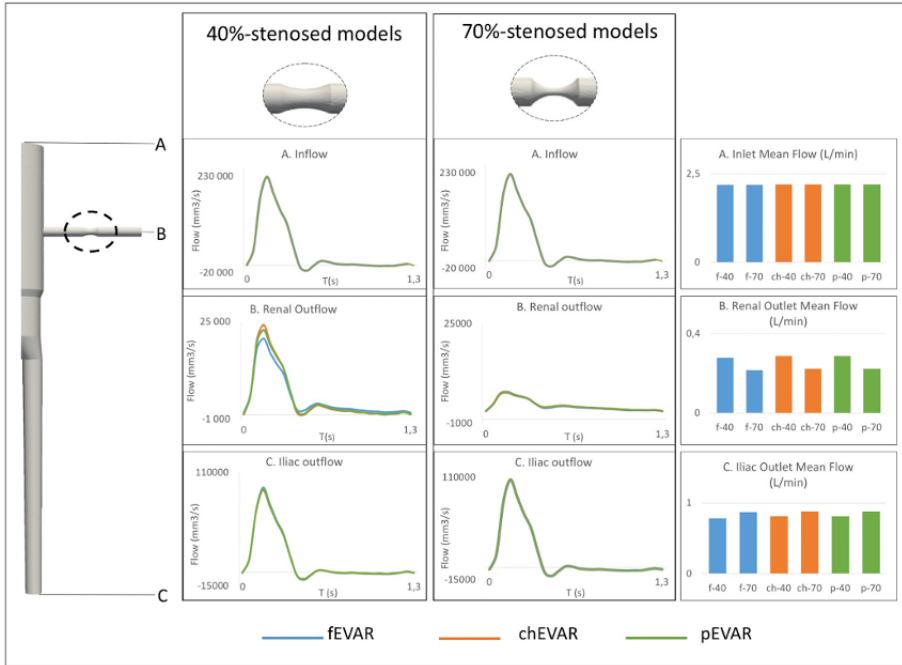 40%-stenosed models
70%-stenosed models
A
B
C
A. Inflow
230 000
Flow (mm3/s)
-20 000
0
T(s)
1,3
A. Inflow
230 000
Flow (mm3/s)
-20 000
0
T(s)
1,3
A. Inlet Mean Flow (L/min)
2,5
0
f-40 f-70 ch-40 ch-70 p-40 p-70
B. Renal Outflow
25 000
Flow (mm3/s)
-1 000
0
T(s)
1,3
B. Renal outflow
25000
Flow (mm3/s)
-1000
0
T (s)
1,3
B. Renal Outlet Mean Flow
(L/min)
0,4
0
f-40 f-70 ch-40 ch-70 p-40 p-70
C. Iliac outflow
110000
Flow (mm3/s)
-15000
0
T (s)
1,3
C. Iliac outflow
110000
Flow (mm3/s)
-15000
0
T (s)
1,3
C. Iliac Outlet Mean Flow
(L/min)
1
0
f-40 f-70 ch-40 ch-70 p-40 p-70
fEVAR
chEVAR
pEVAR